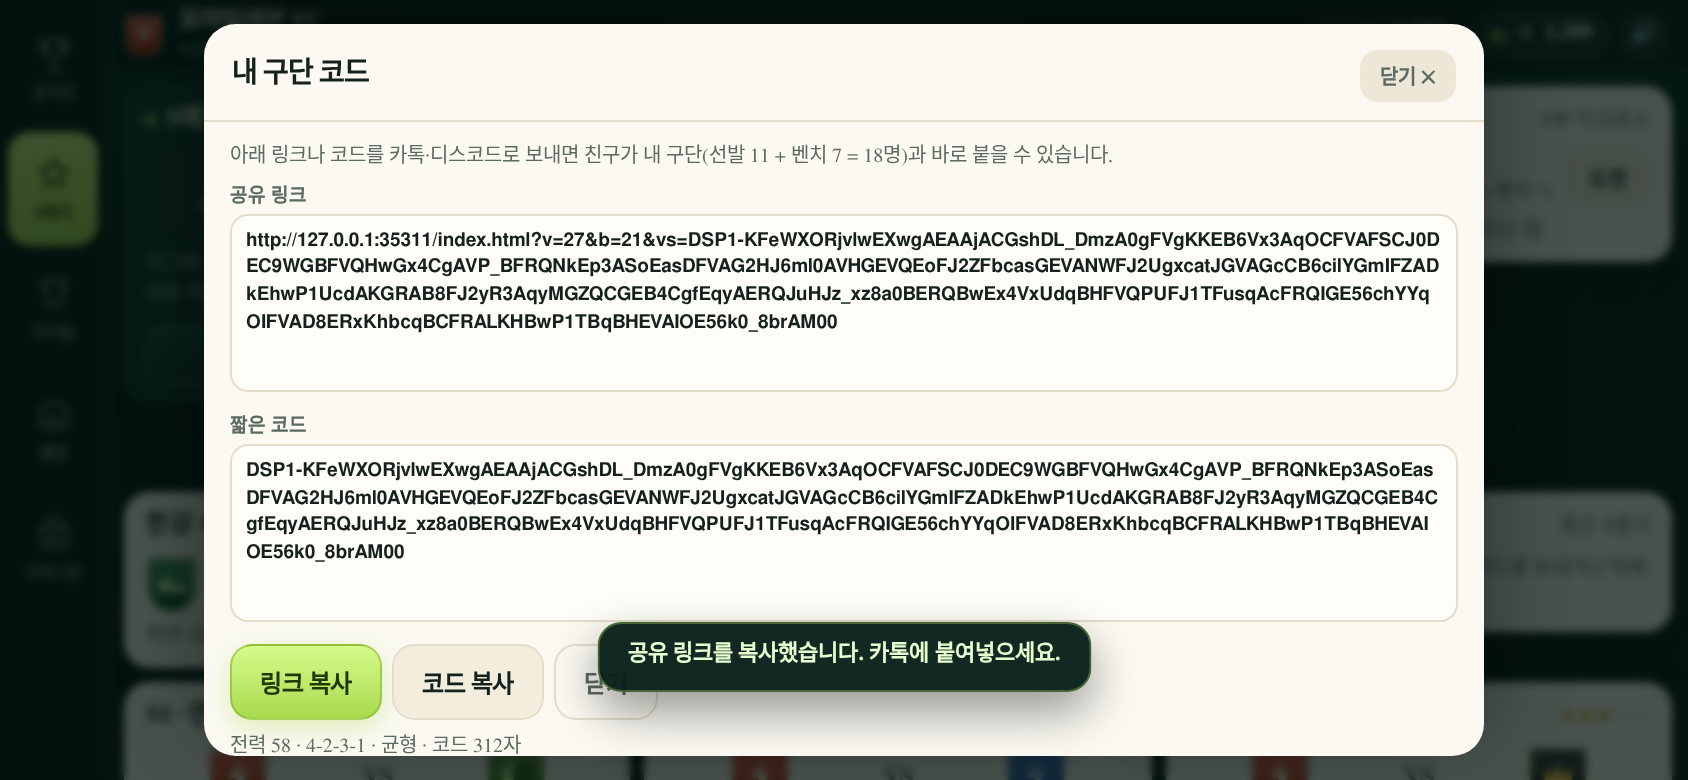 내 구단 코드
닫기 ×
아래 링크나 코드를 카톡·디스코드로 보내면 친구가 내 구단(선발 11 + 벤치 7 = 18명)과 바로 붙을 수 있습니다.
공유 링크
http://127.0.0.1:35311/index.html?v=27&b=21&vs=DSP1-KFeWXORjvlwEXwgAEAAjACGshDL_DmzA0gFVgKKEB6Vx3AqOCFVAFSCJ0D
EC9WGBFVQHwGx4CgAVP_BFRQNkEp3ASoEasDFVAG2HJ6ml0AVHGEVQEoFJ2ZFbcasGEVANWFJ2UgxcatJGVAGcCB6cilYGmIFZAD
kEhwP1UcdAKGRAB8FJ2yR3AqyMGZQCGEB4CgfEqyAERQJuHJz_xz8a0BERQBwEx4VxUdqBHFVQPUFJ1TFusqAcFRQIGE56chYYq
OIFVAD8ERxKhbcqBCFRALKHBwP1TBqBHEVAIOE56k0_8brAM00
짧은 코드
DSP1-KFeWXORjvlwEXwgAEAAjACGshDL_DmzA0gFVgKKEB6Vx3AqOCFVAFSCJ0DEC9WGBFVQHwGx4CgAVP_BFRQNkEp3ASoEas
DFVAG2HJ6ml0AVHGEVQEoFJ2ZFbcasGEVANWFJ2UgxcatJGVAGcCB6cilYGmIFZADkEhwP1UcdAKGRAB8FJ2yR3AqyMGZQCGEB4C
gfEqyAERQJuHJz_xz8a0BERQBwEx4VxUdqBHFVQPUFJ1TFusqAcFRQIGE56chYYqOIFVAD8ERxKhbcqBCFRALKHBwP1TBqBHEVAI
OE56k0_8brAM00
공유 링크를 복사했습니다. 카톡에 붙여넣으세요.
링크 복사
코드 복사
닫기
전력 58 · 4-2-3-1 · 균형 · 코드 312자